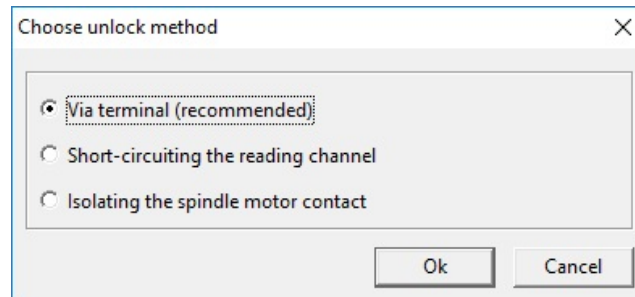 Choose unlock method
Via terminal (recommended)
Short-circuiting the reading channel
Isolating the spindle motor contact
Ok
Cancel